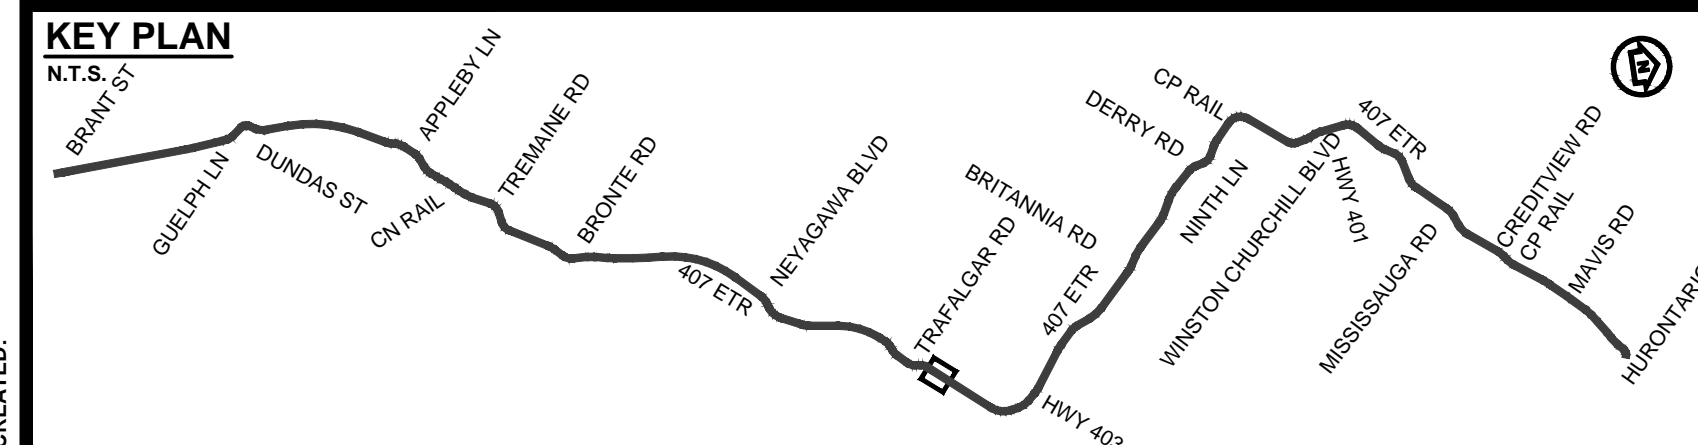 KEY PLAN
N.T.S.
BRANT ST
GUELPH LN
DUNDAS ST
APPLEBY LN
CN RAIL
TREMAINE RD
BRONTE RD
407 ETR
NEYAGAWA BLVD
TRAFALGAR RD
BRITANNIA RD
407 ETR
HWY 403
DERRY RD
CP RAIL
NINTH LN
WINSTON CHURCHILL BLVD
HWY 401
407 ETR
MISSISSAUGA RD
CREDITVIEW RD
CP RAIL
MAVIS RD
N